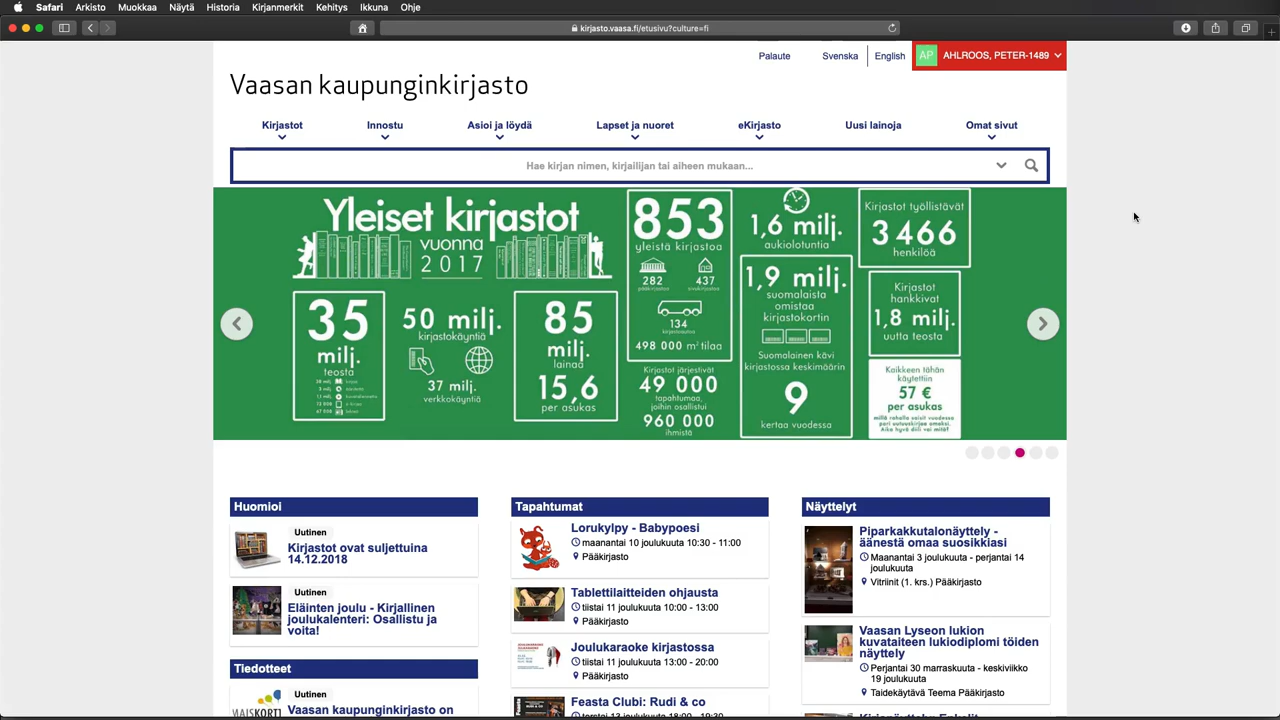 Safari Arkisto Muokkaa Näytä Historia Kirjanmerkit Kehitys Ikkuna Ohje
kirjasto.vaasa.fi/etusivu?culture=fi
Palaute Svenska English AP AHLROOS, PETER-1489
Vaasan kaupunginkirjasto
Kirjastot Innostu Asioi ja löydä Lapset ja nuoret eKirjasto Uusi lainoja Omat sivut
Hae kirjan nimen, kirjailijan tai aiheen mukaan...
Yleiset kirjastot
vuonna
2017
35
milj.
teosta
50 milj.
kirjastokäyntiä
37 milj.
verkkokäyntiä
85
milj.
lainaa
15,6
per asukas
853
yleistä kirjastoa
282
437
134
498 000 m² tilaa
Kirjastot järjestivät
49 000
tapahtumaa,
joihin osallistui
960 000
ihmistä
1,6 milj.
aukiolotuntia
1,9 milj.
suomalaista
omistaa
kirjastokortin
Suomalainen kävi
kirjastossa keskimäärin
9
kertaa vuodessa
Kirjastot työllistävät
3 466
henkilöä
Kirjastot
hankkivat
1,8 milj.
uutta teosta
Kaikkeen tähän
käytettiin
57 €
per asukas
Huomioi
Uutinen
Kirjastot ovat suljettuina
14.12.2018
Uutinen
Eläinten joulu - Kirjallinen
joulukalenteri: Osallistu ja
voita!
Tiedotteet
Uutinen
Vaasan kaupunginkirjasto on
Tapahtumat
Lorukylpy - Babypoesi
maanantai 10 joulukuuta 10:30 - 11:00
Pääkirjasto
Tablettilaitteiden ohjausta
tiistai 11 joulukuuta 10:00 - 13:00
Pääkirjasto
Joulukaraoke kirjastossa
tiistai 11 joulukuuta 13:00 - 20:00
Pääkirjasto
Feasta Clubi: Rudi & co
torstai 13 joulukuuta 18:00 - 19:30
Näyttelyt
Piparkakkutalonäyttely -
äänestä omaa suosikkiasi
Maanantai 3 joulukuuta - perjantai 14
joulukuuta
Vitriinit (1. krs.) Pääkirjasto
Vaasan Lyseon lukion
kuvataiteen lukiodiplomi töiden
näyttely
Perjantai 30 marraskuuta - keskiviikko
19 joulukuuta
Taidekäytävä Teema Pääkirjasto